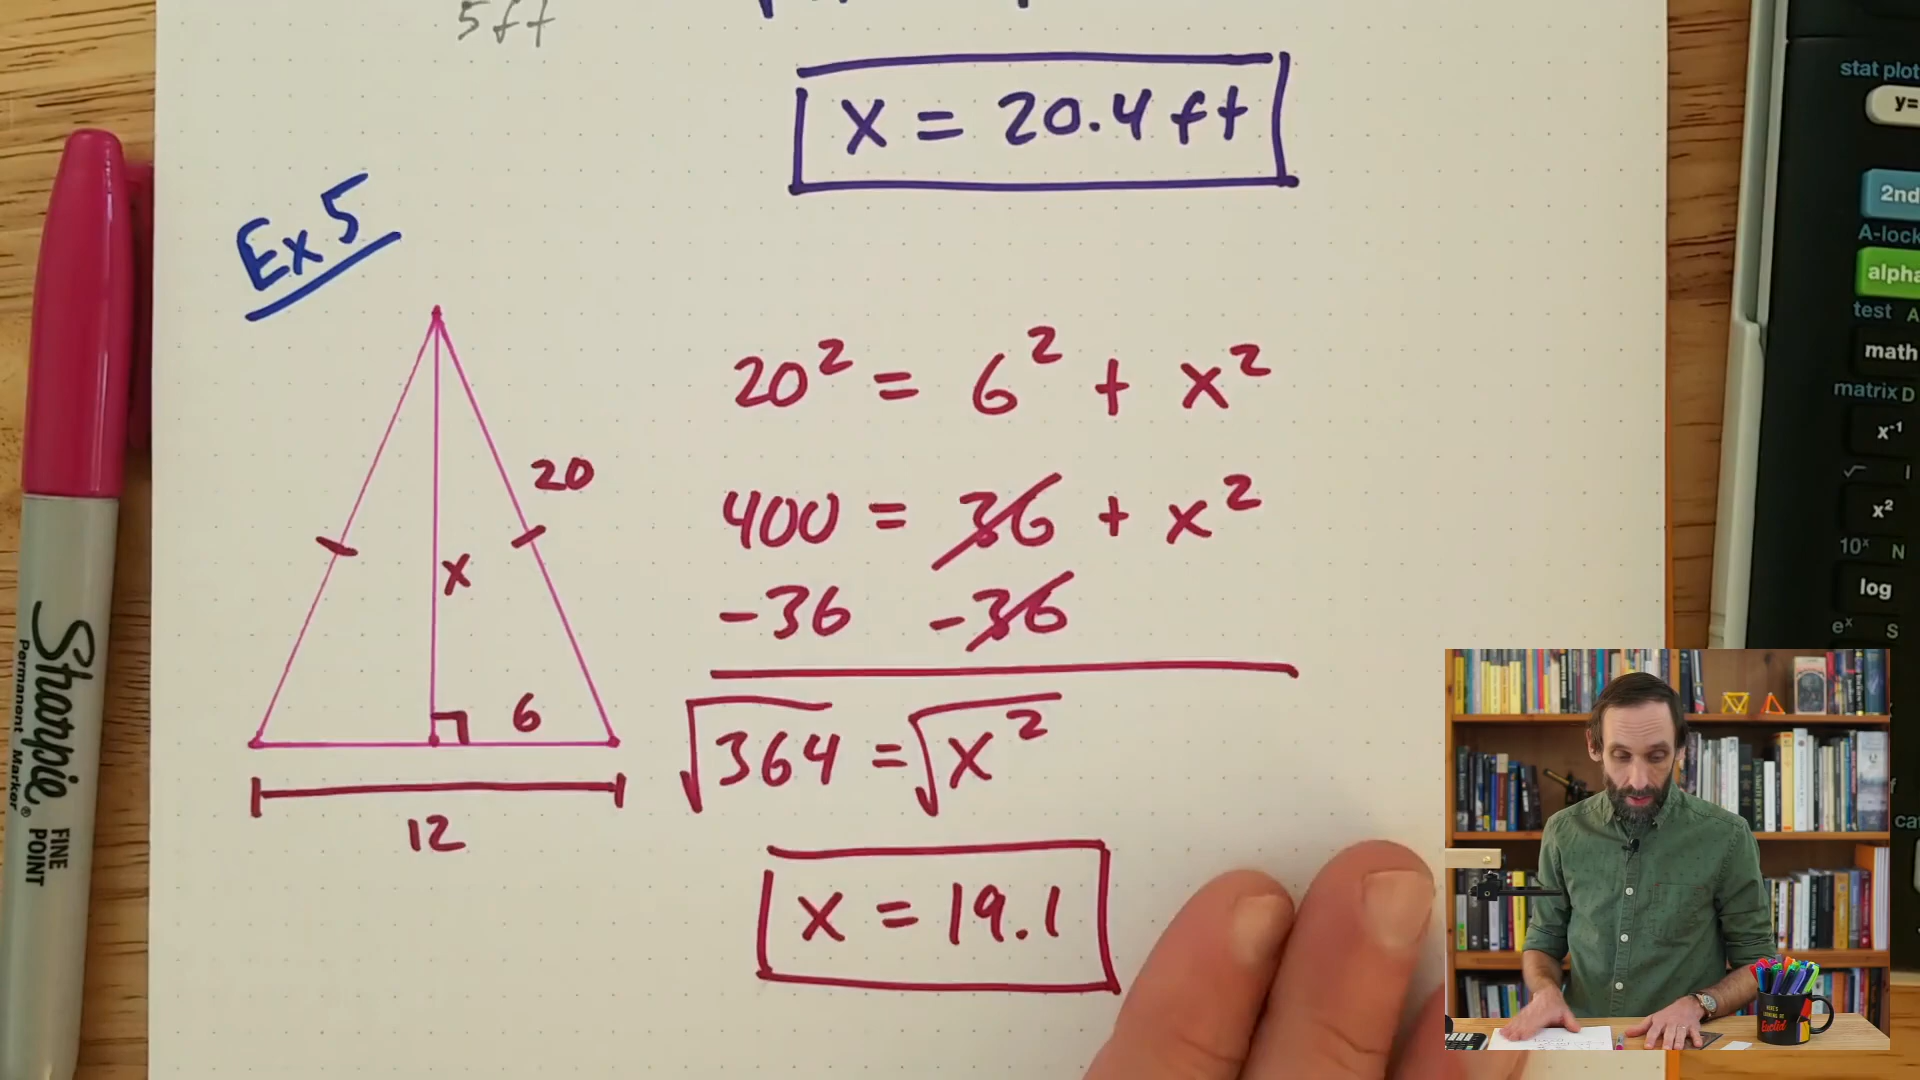 5ft
x = 20.4 ft
Ex 5
20
x
6
12
20² = 6² + x²
400 = 36 + x²
-36 -36
√364 = √x²
x = 19.1
Sharpie®
Permanent Marker
FINE
POINT
stat plot
y=
2nd
A-lock
alpha
test A
math
matrix D
x⁻¹
√ I
x²
10ˣ N
log
eˣ S
Euclid